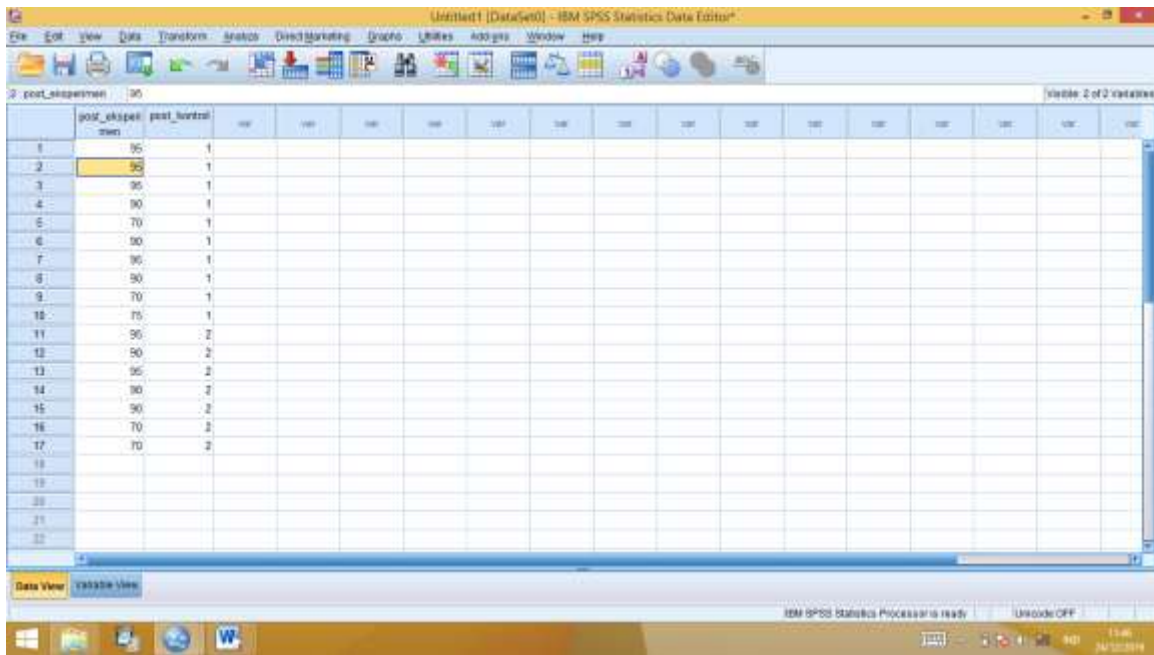 Untitled1 [DataSet0] - IBM SPSS Statistics Data Editor*
File Edit View Data Transform Analyze Direct Marketing Graphs Utilities Add-ons Window Help
2 : post_eksperimen 95 Visible: 2 of 2 Variables
post_eksperi post_kontrol var var var var var var var var var var var var var var
men
1 95 1
2 95 1
3 95 1
4 90 1
5 70 1
6 90 1
7 95 1
8 90 1
9 70 1
10 75 1
11 95 2
12 90 2
13 95 2
14 90 2
15 90 2
16 70 2
17 70 2
18
19
20
21
22
Data View Variable View
IBM SPSS Statistics Processor is ready Unicode:OFF
IND